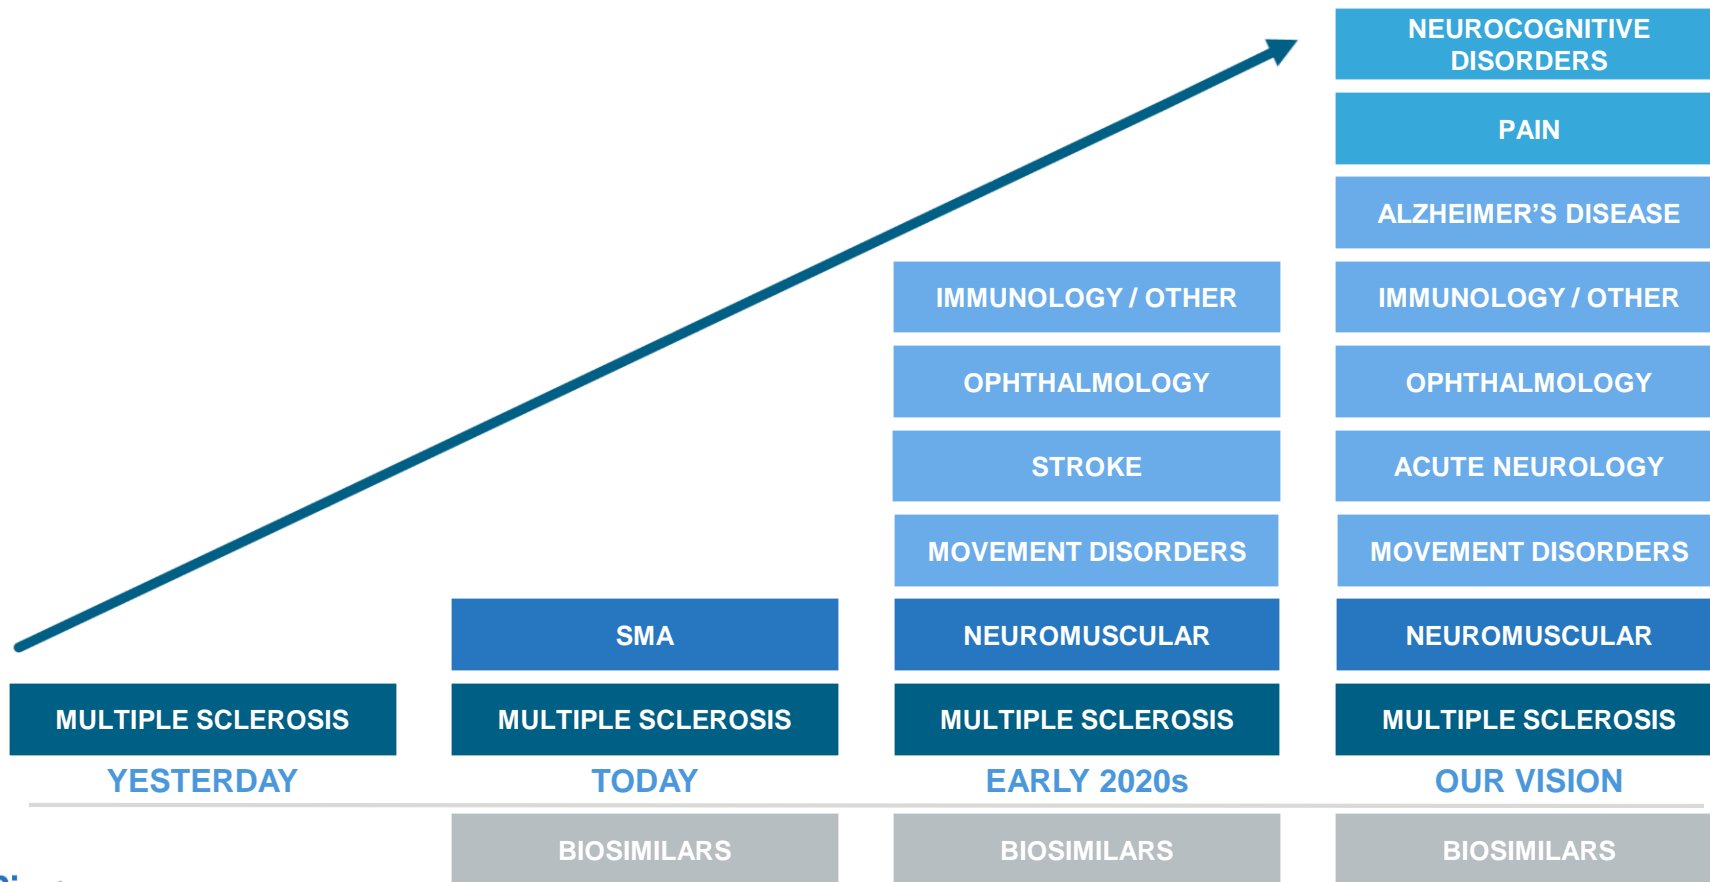 NEUROCOGNITIVE
DISORDERS
PAIN
ALZHEIMER’S DISEASE
IMMUNOLOGY / OTHER
IMMUNOLOGY / OTHER
OPHTHALMOLOGY
OPHTHALMOLOGY
STROKE
ACUTE NEUROLOGY
MOVEMENT DISORDERS
MOVEMENT DISORDERS
SMA
NEUROMUSCULAR
NEUROMUSCULAR
MULTIPLE SCLEROSIS
MULTIPLE SCLEROSIS
MULTIPLE SCLEROSIS
MULTIPLE SCLEROSIS
YESTERDAY
TODAY
EARLY 2020s
OUR VISION
BIOSIMILARS
BIOSIMILARS
BIOSIMILARS